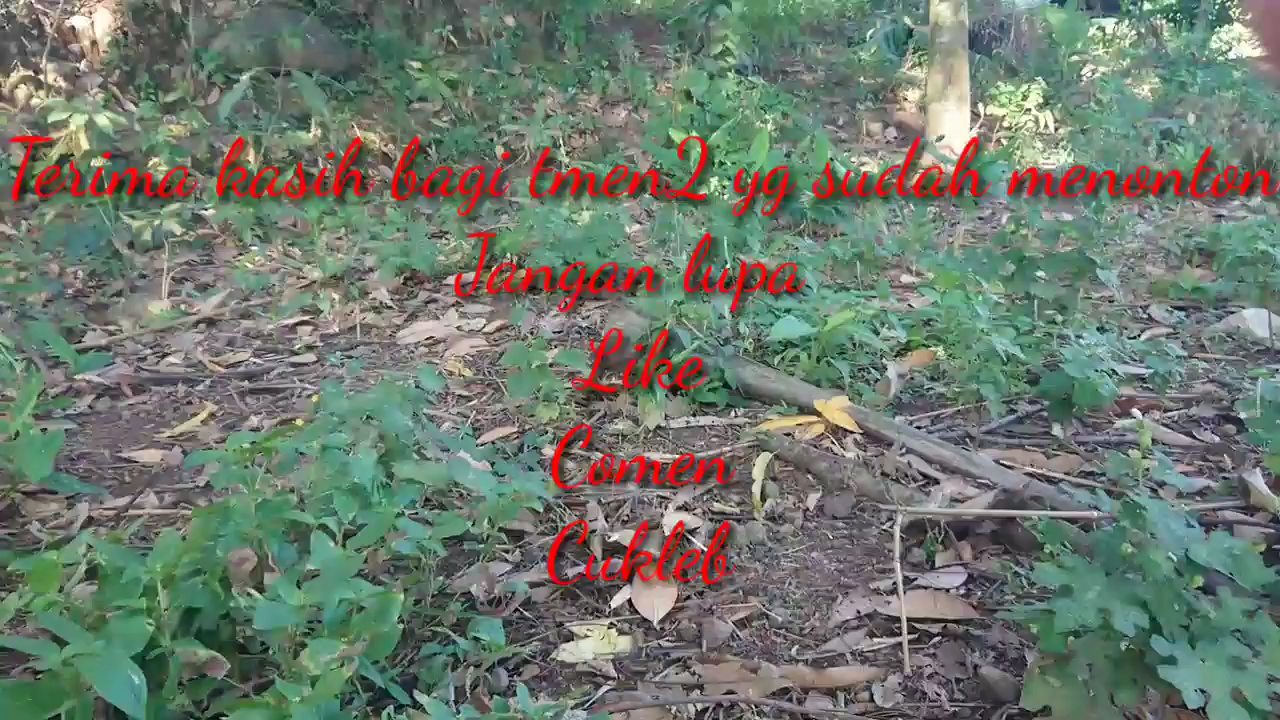 Terima kasih bagi tmen2 yg sudah menonton
Jangan lupa
Like
Comen
Cukleb